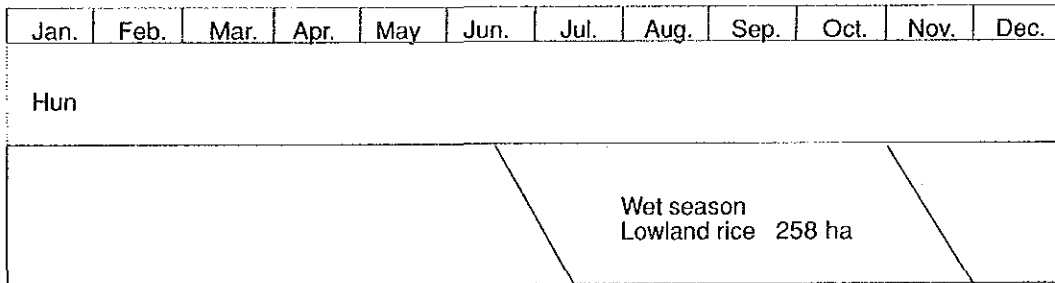 Jan. Feb. Mar. Apr. May Jun. Jul. Aug. Sep. Oct. Nov. Dec.
Hun
Wet season
Lowland rice 258 ha